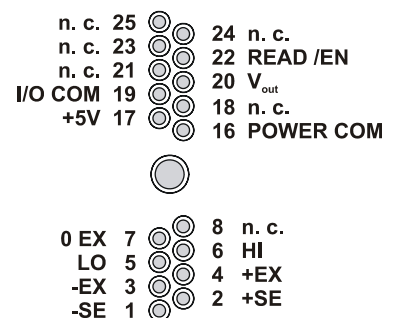 n. c. 25
24 n. c.
n. c. 23
22 READ /EN
n. c. 21
20 Vout
I/O COM 19
18 n. c.
+5V 17
16 POWER COM
8 n. c.
0 EX 7
6 HI
LO 5
4 +EX
-EX 3
2 +SE
-SE 1